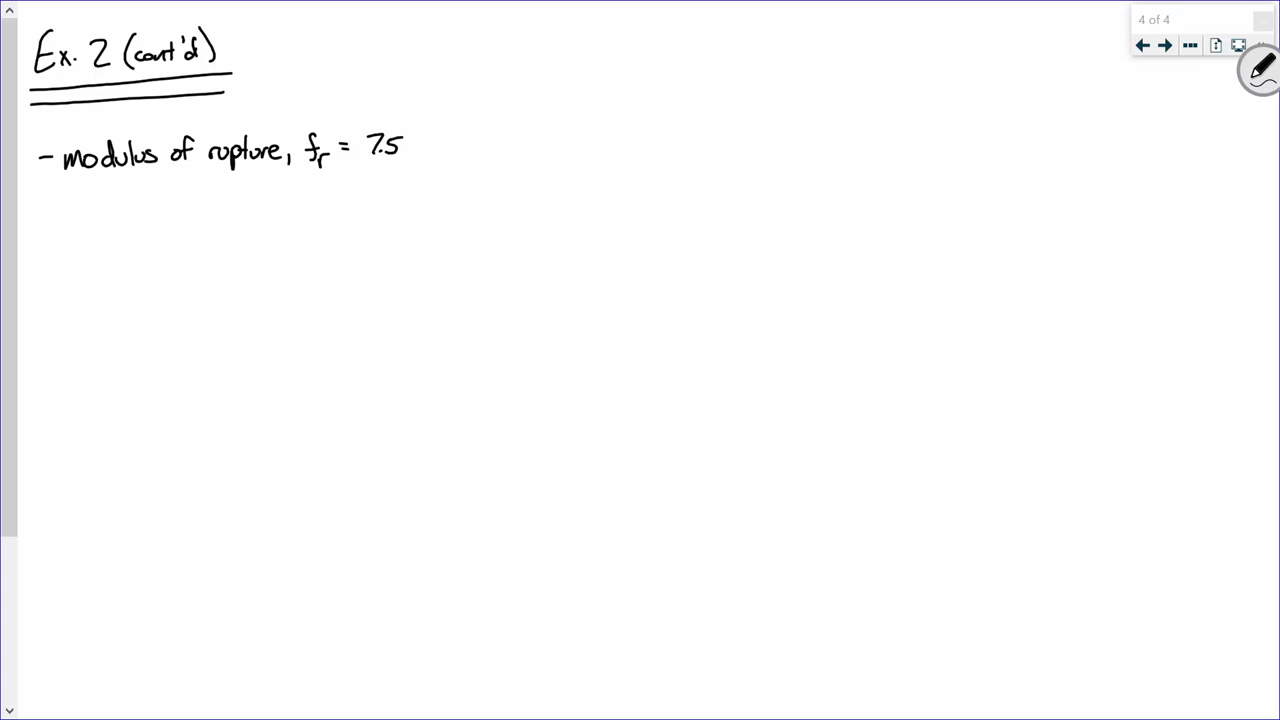 4 of 4
Ex. 2 (cont'd)
- modulus of rupture, fr = 7.5